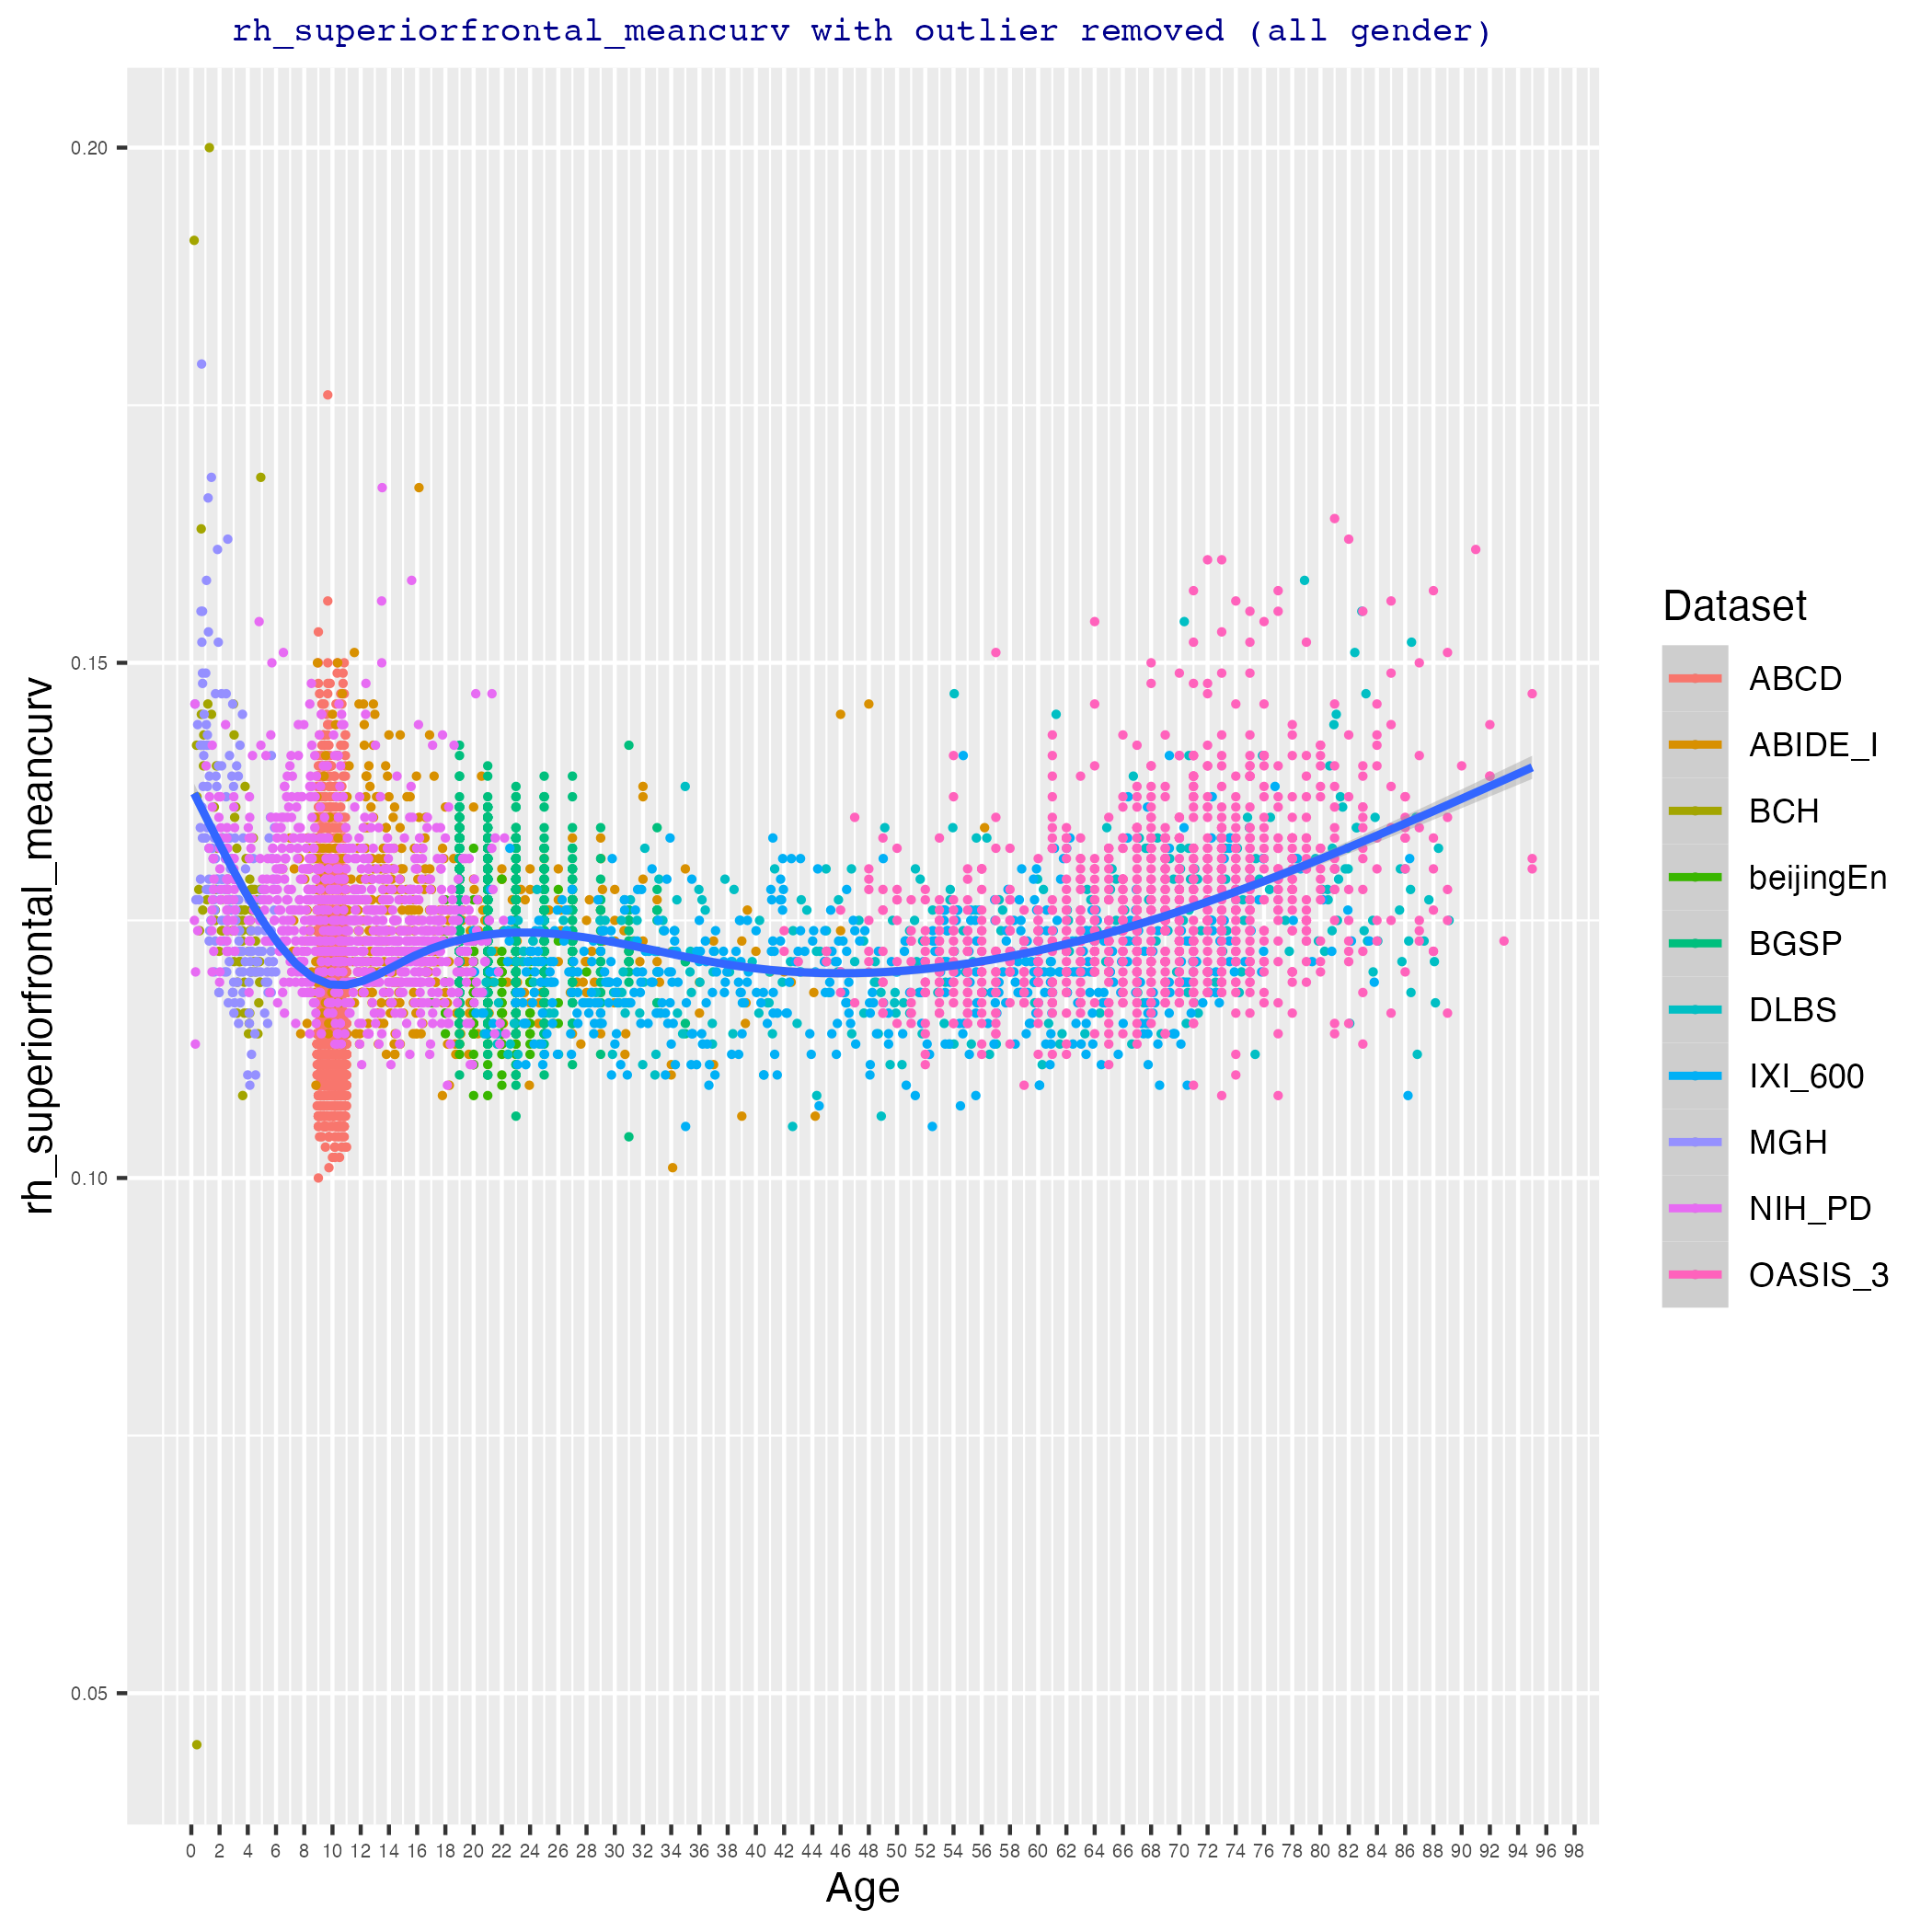 rh_superiorfrontal_meancurv with outlier removed (all gender)
rh_superiorfrontal_meancurv
0.20
0.15
0.10
0.05
0 2 4 6 8 10 12 14 16 18 20 22 24 26 28 30 32 34 36 38 40 42 44 46 48 50 52 54 56 58 60 62 64 66 68 70 72 74 76 78 80 82 84 86 88 90 92 94 96 98
Age
Dataset
ABCD
ABIDE_I
BCH
beijingEn
BGSP
DLBS
IXI_600
MGH
NIH_PD
OASIS_3